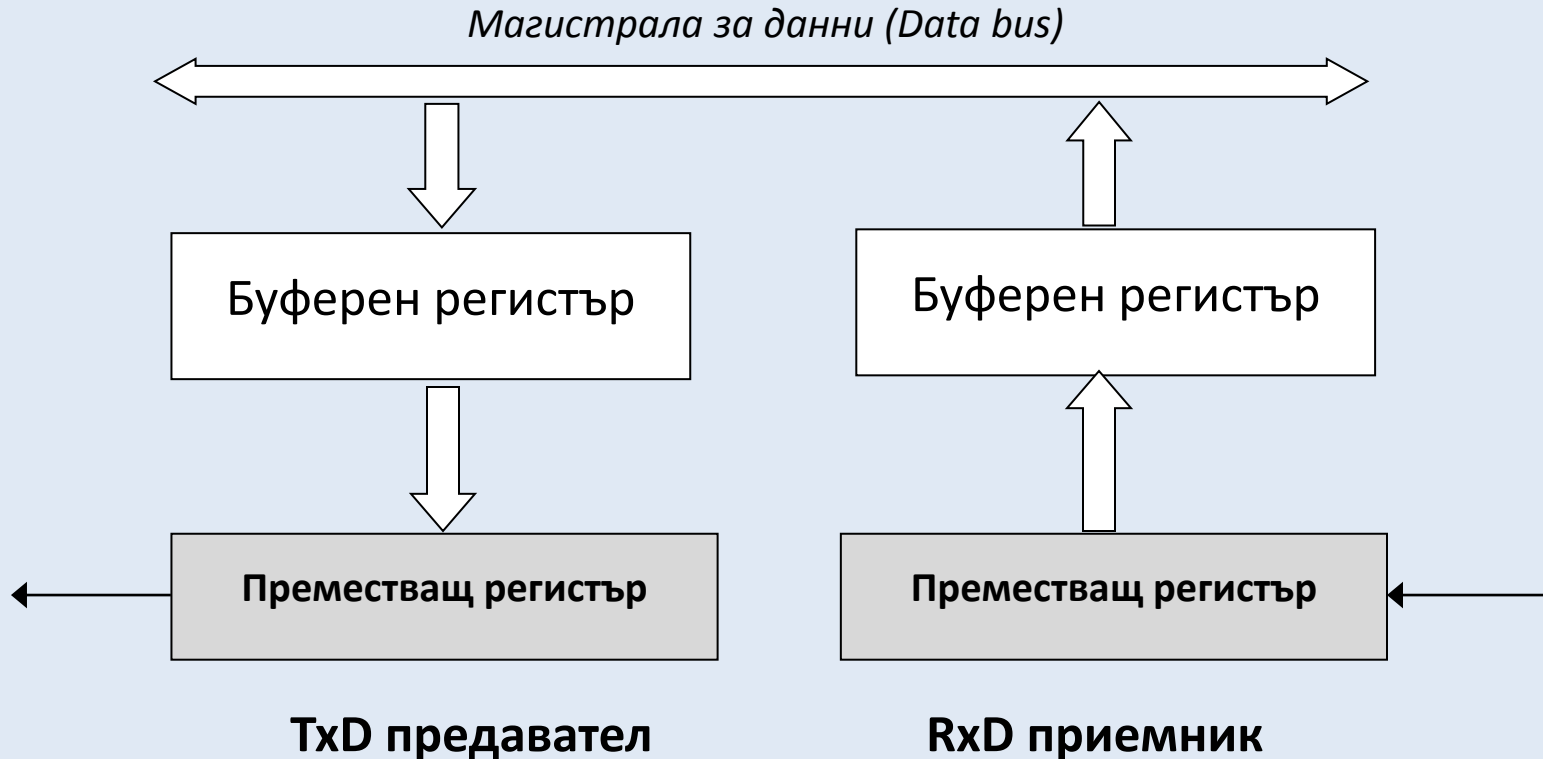 Магистрала за данни (Data bus)
Буферен регистър
Буферен регистър
Преместващ регистър
Преместващ регистър
TxD предавател
RxD приемник